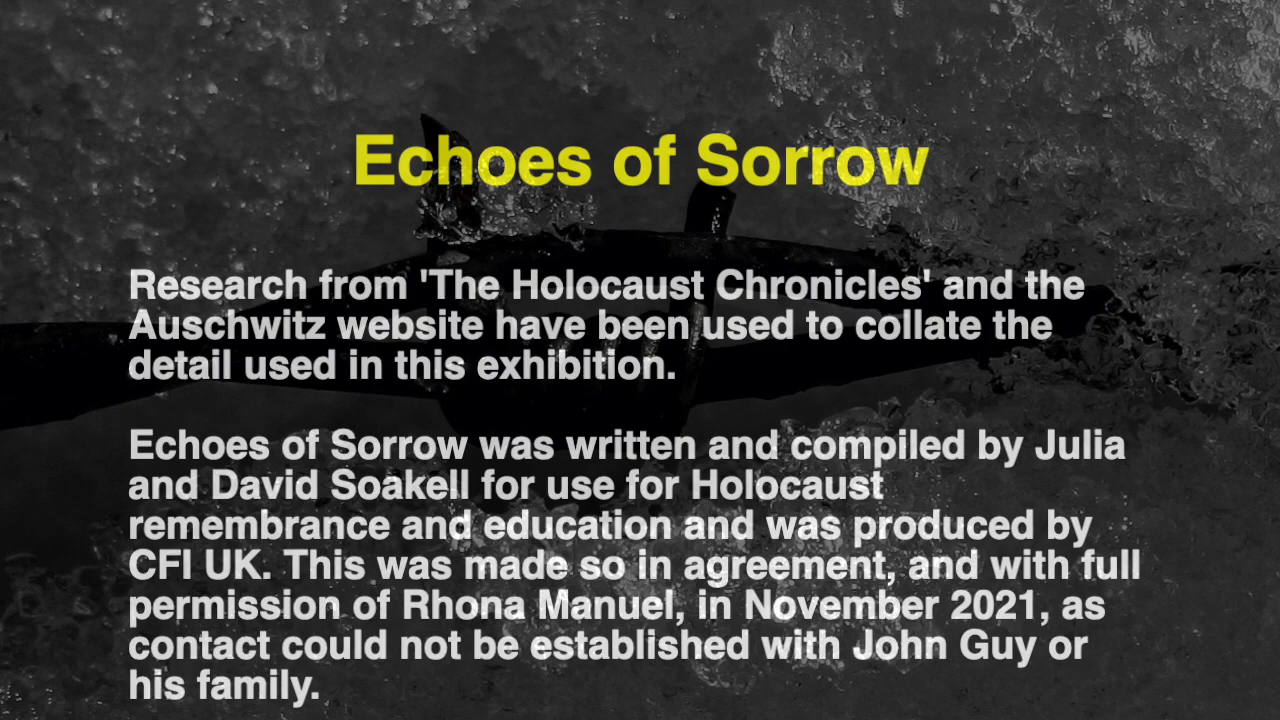 Echoes of Sorrow
Research from 'The Holocaust Chronicles' and the
Auschwitz website have been used to collate the
detail used in this exhibition.
Echoes of Sorrow was written and compiled by Julia
and David Soakell for use for Holocaust
remembrance and education and was produced by
CFI UK. This was made so in agreement, and with full
permission of Rhona Manuel, in November 2021, as
contact could not be established with John Guy or
his family.